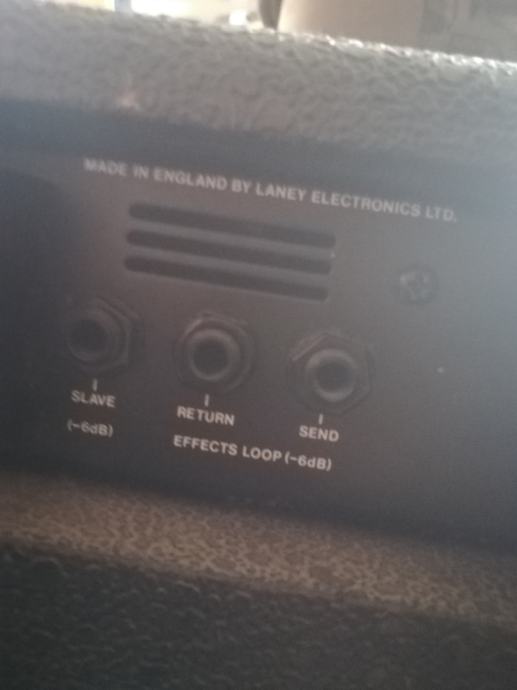 MADE IN ENGLAND BY LANEY ELECTRONICS LTD.
SLAVE RETURN SEND
(-6dB) EFFECTS LOOP (-6dB)